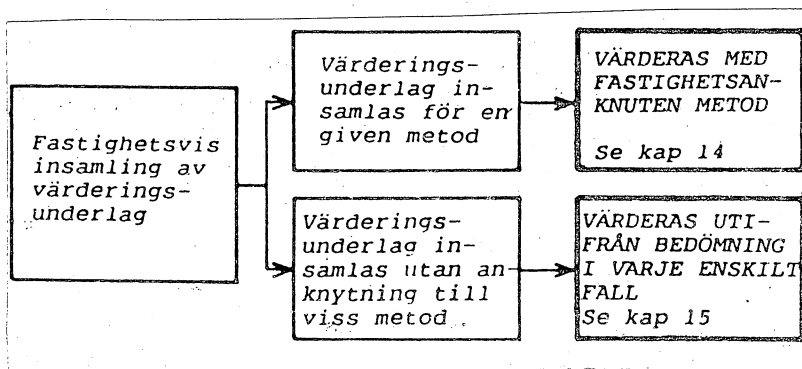 Fastighetsvis
insamling av
värderings-
underlag
Värderings-
underlag in-
samlas för en
given metod
VÄRDERAS MED
FASTIGHETSAN-
KNUTEN METOD
Se kap 14
Värderings-
underlag in-
samlas utan an
knytning till
viss metod
VÄRDERAS UTI-
FRÅN BEDÖMNING
I VARJE ENSKILT
FALL
Se kap 15